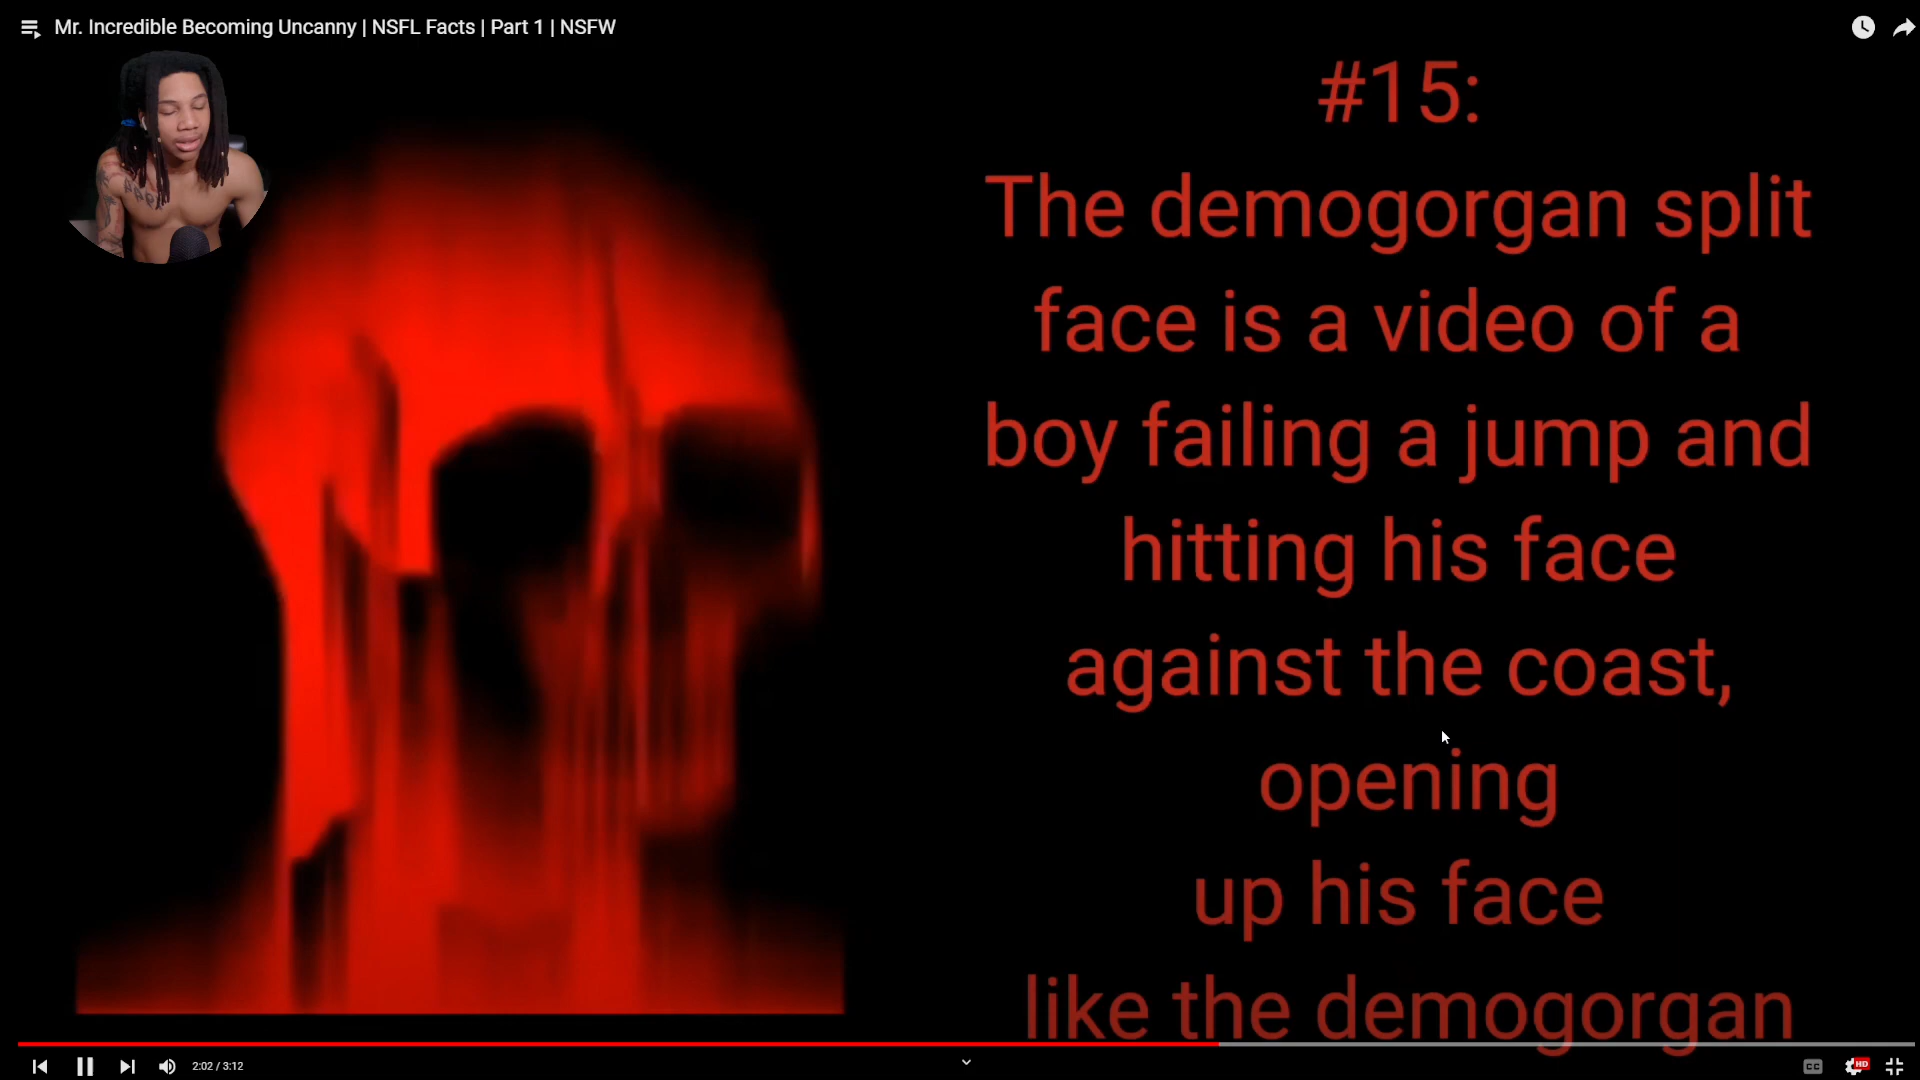 Mr. Incredible Becoming Uncanny | NSFL Facts | Part 1 | NSFW
#15:
The demogorgan split
face is a video of a
boy failing a jump and
hitting his face
against the coast,
opening
up his face
like the demogorgan
2:02 / 3:12
CC
HD